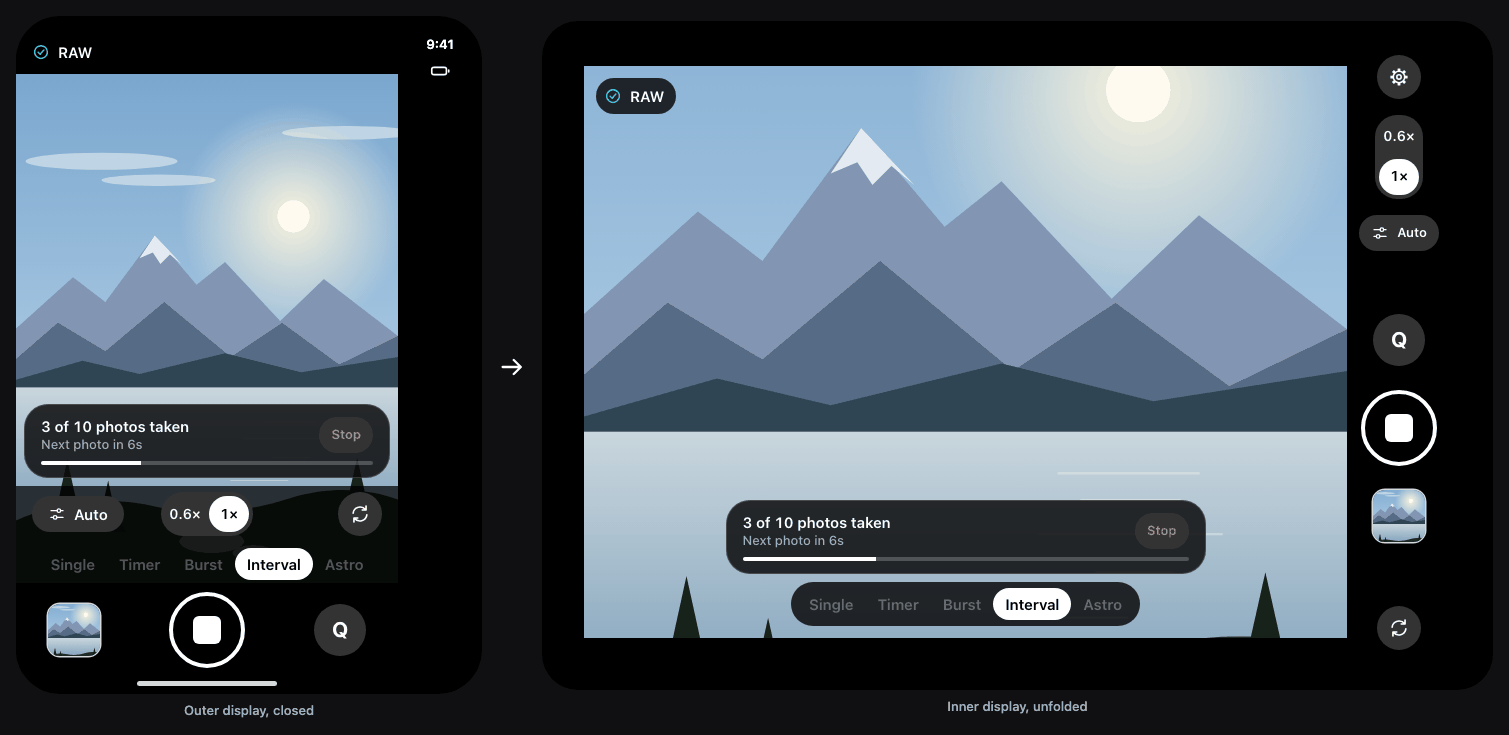 RAW
9:41
3 of 10 photos taken
Next photo in 6s
Stop
Auto
0.6×
1×
Single
Timer
Burst
Interval
Astro
Q
Outer display, closed
RAW
0.6×
1×
Auto
Q
3 of 10 photos taken
Next photo in 6s
Stop
Single
Timer
Burst
Interval
Astro
Inner display, unfolded